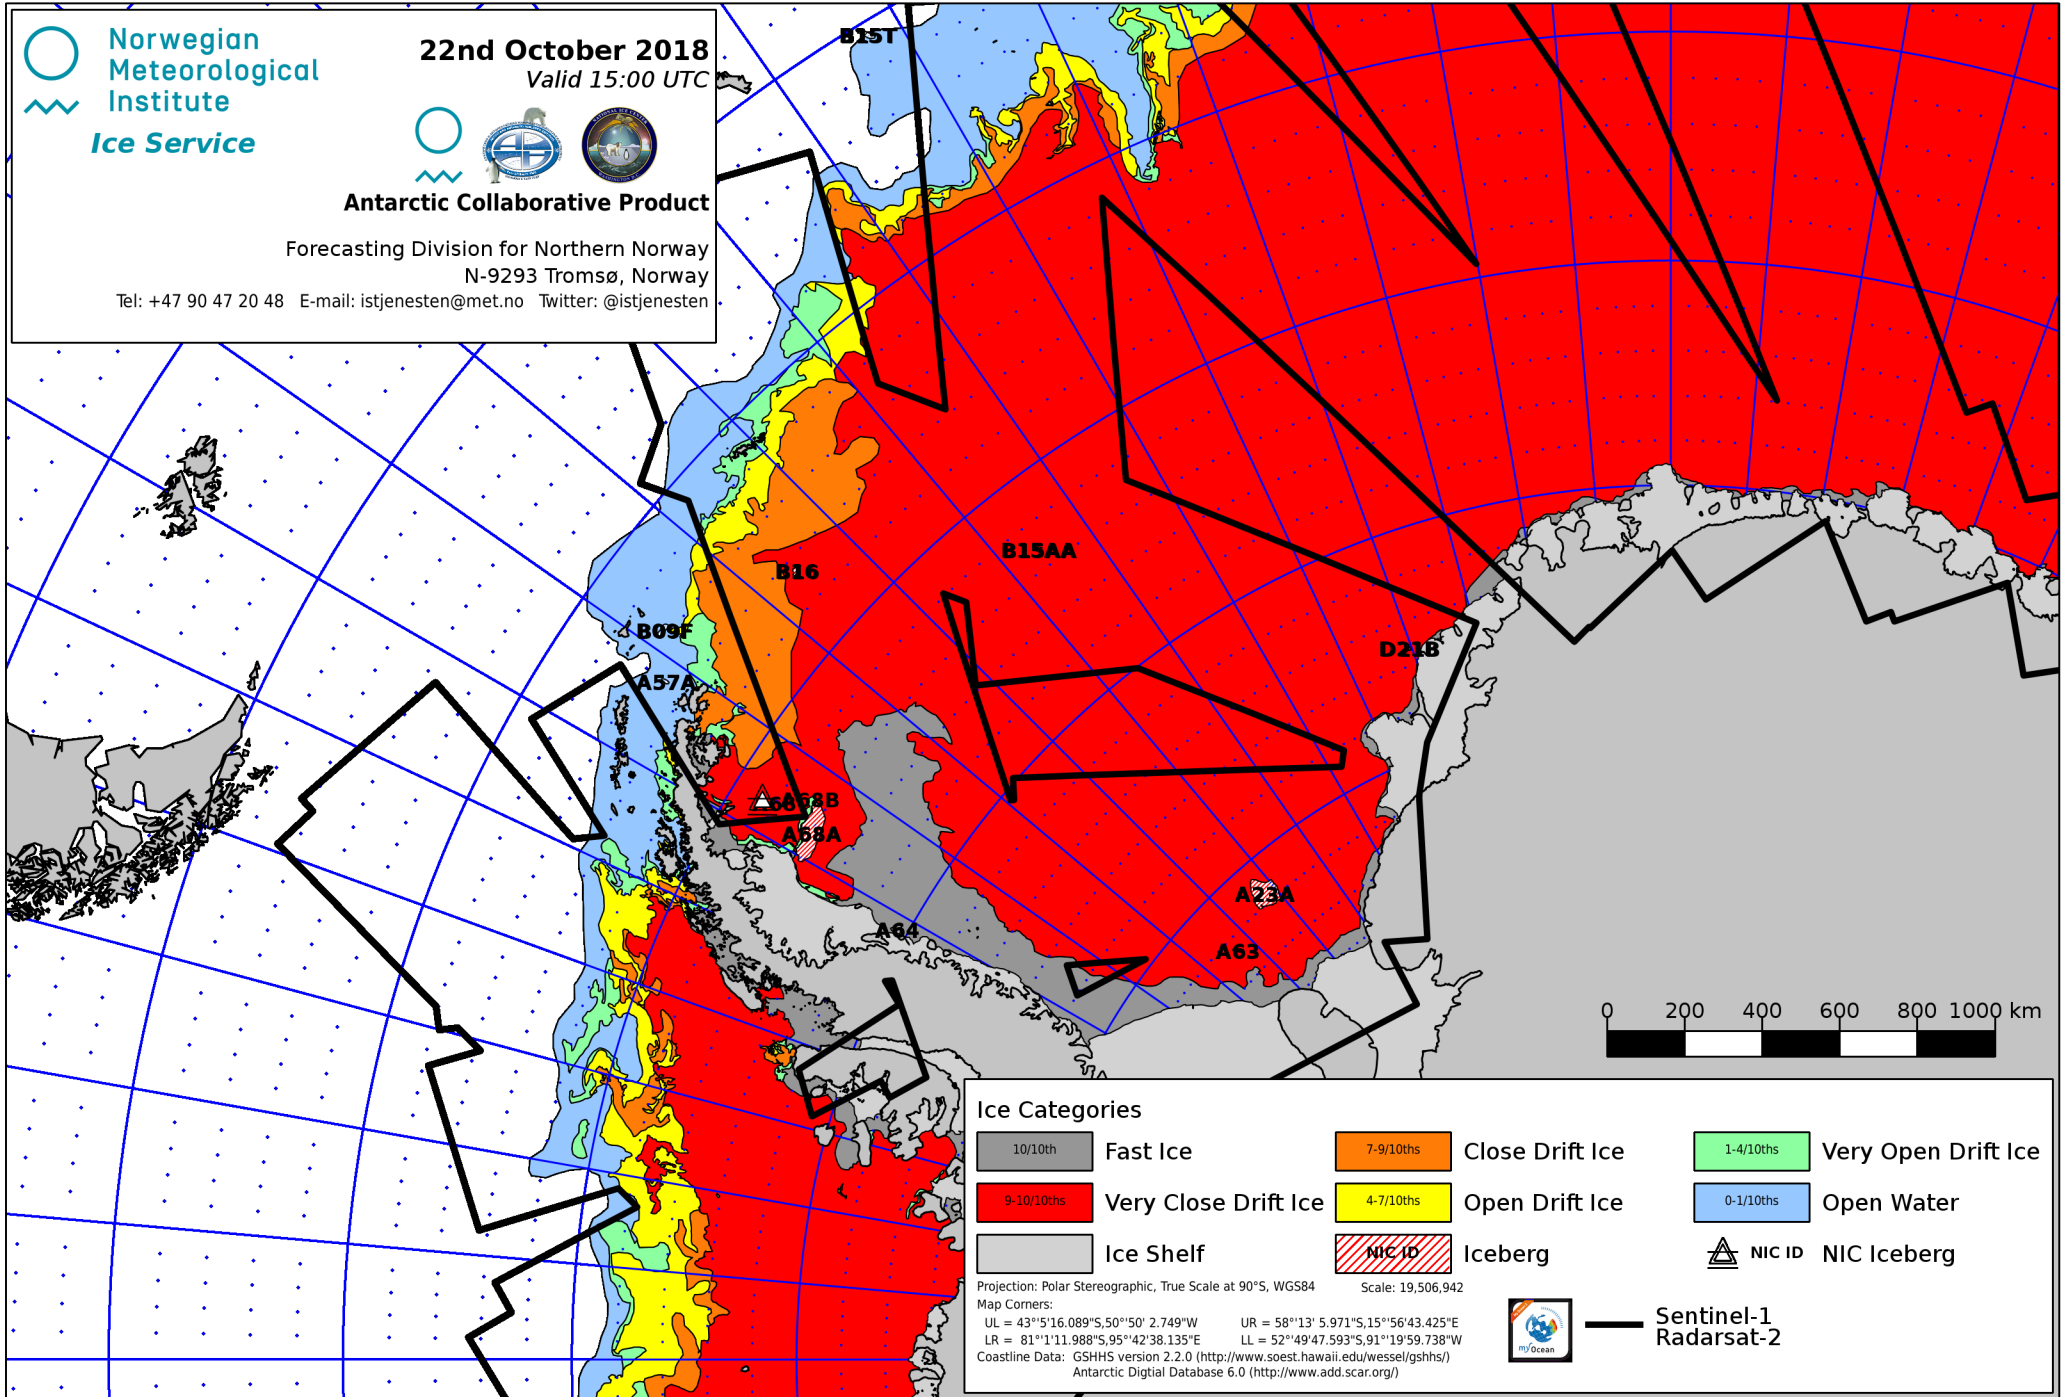 Norwegian
Meteorological
Institute
Ice Service
22nd October 2018
Valid 15:00 UTC
Antarctic Collaborative Product
Forecasting Division for Northern Norway
N-9293 Tromsø, Norway
Tel: +47 90 47 20 48 E-mail: istjenesten@met.no Twitter: @istjenesten
B15T
B15AA
B16
B09F
A57A
D21B
A68B
A68A
A23A
A64
A63
0 200 400 600 800 1000 km
Ice Categories
10/10th Fast Ice
7-9/10ths Close Drift Ice
1-4/10ths Very Open Drift Ice
9-10/10ths Very Close Drift Ice
4-7/10ths Open Drift Ice
0-1/10ths Open Water
Ice Shelf
NIC ID Iceberg
NIC ID NIC Iceberg
Projection: Polar Stereographic, True Scale at 90°S, WGS84 Scale: 19,506,942
Map Corners:
UL = 43°'5'16.089"S,50°'50' 2.749"W UR = 58°'13' 5.971"S,15°'56'43.425"E
LR = 81°'1'11.988"S,95°'42'38.135"E LL = 52°'49'47.593"S,91°'19'59.738"W
Coastline Data: GSHHS version 2.2.0 (http://www.soest.hawaii.edu/wessel/gshhs/)
Antarctic Digtial Database 6.0 (http://www.add.scar.org/)
myOcean
Sentinel-1
Radarsat-2